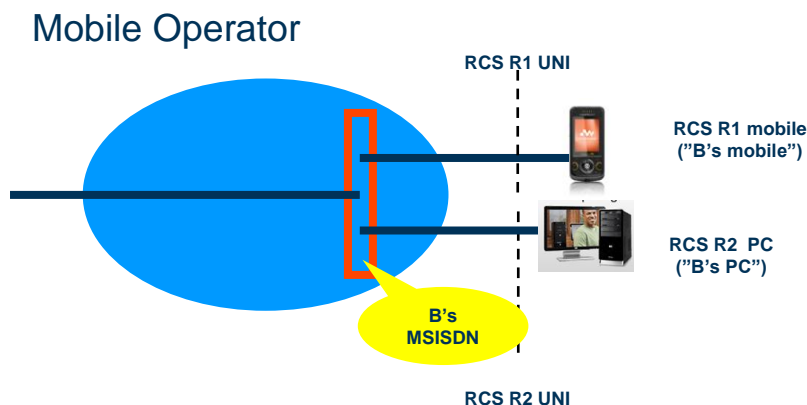 Mobile Operator
RCS R1 UNI
RCS R1 mobile
(”B’s mobile”)
RCS R2 PC
(”B’s PC”)
B’s
MSISDN
RCS R2 UNI